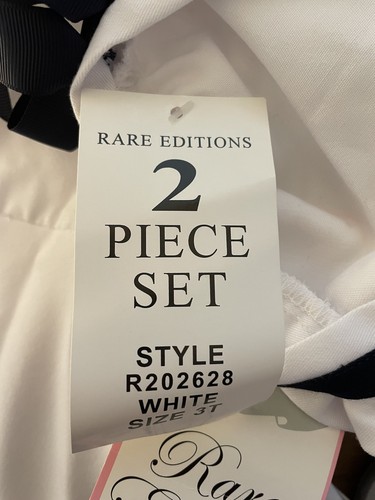 RARE EDITIONS
2
PIECE
SET
STYLE
R202628
WHITE
SIZE 3T
Rare